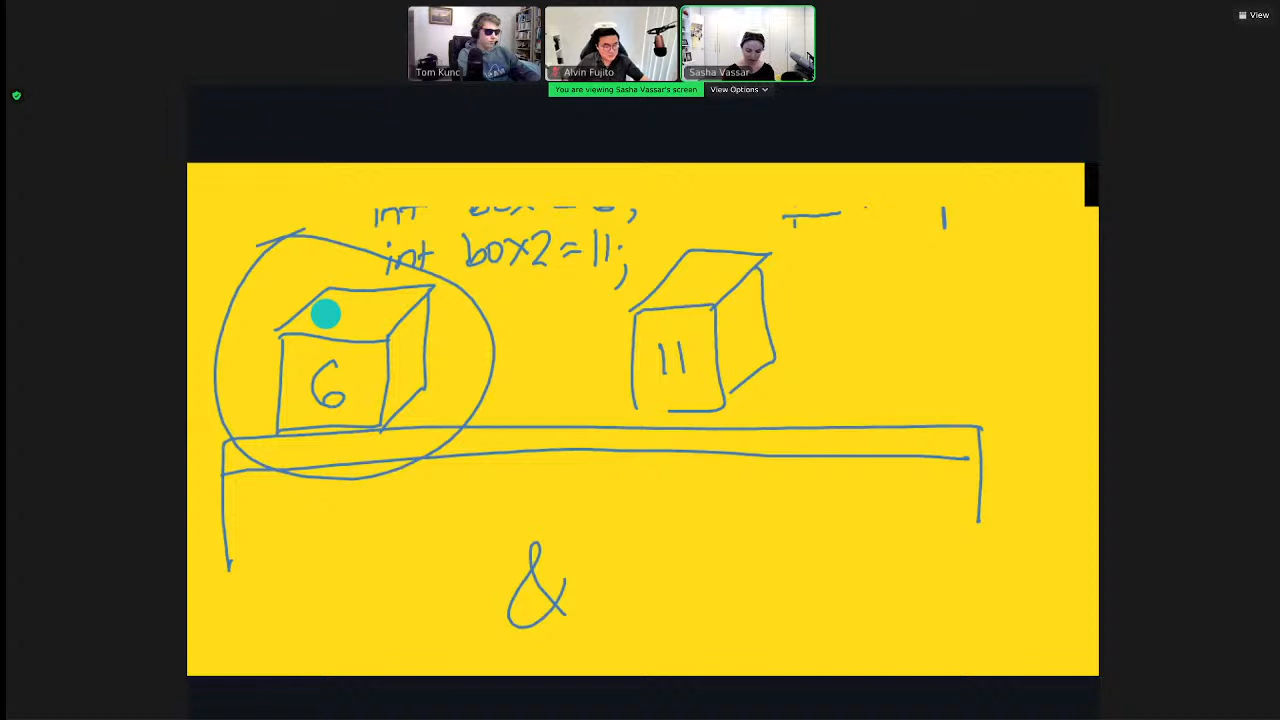 View
Tom Kunc
Alvin Fujito
Sasha Vassar
You are viewing Sasha Vassar's screen
View Options
int box2 = 11;
6
11
&